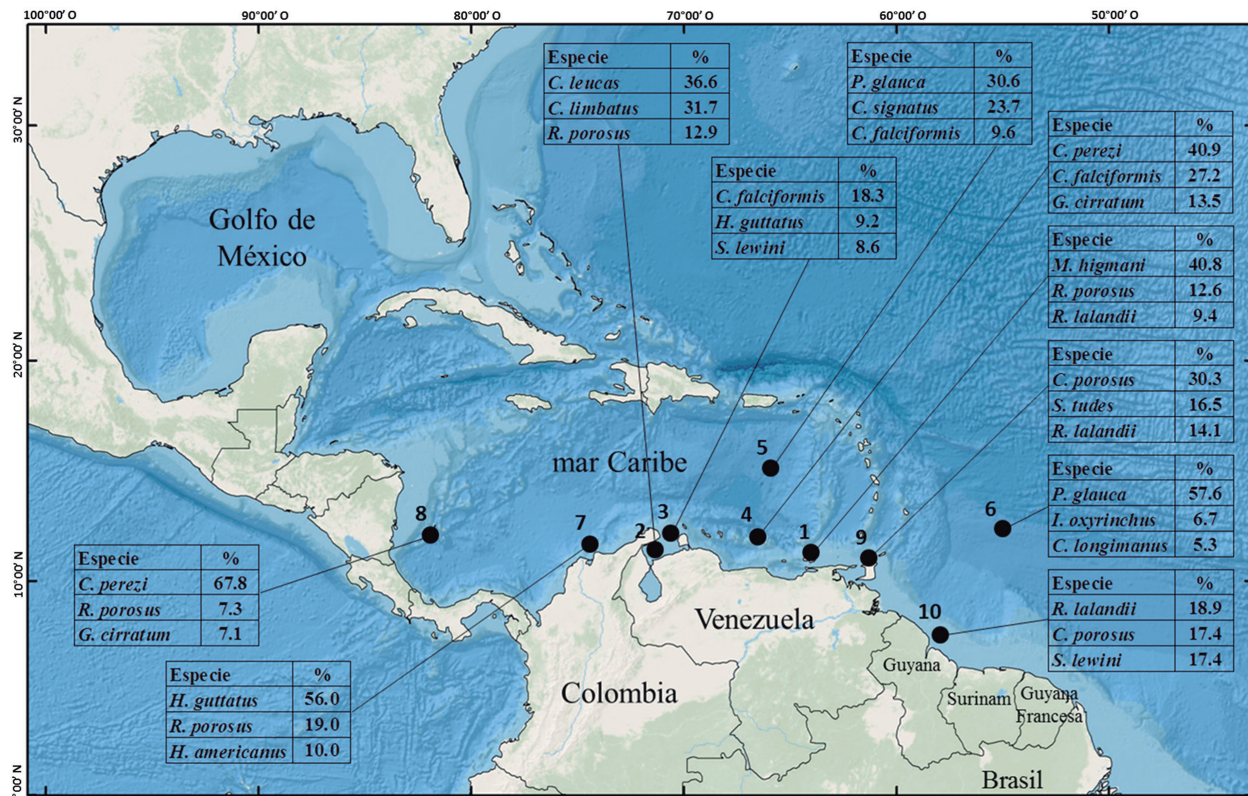 100°00′ O 90°00′ O 80°00′ O 70°00′ O 60°00′ O 50°00′ O
30°00′ N
20°00′ N
10°00′ N
00°00′ N
Especie %
C. leucas 36.6
C. limbatus 31.7
R. porosus 12.9
Especie %
P. glauca 30.6
C. signatus 23.7
C. falciformis 9.6
Especie %
C. falciformis 18.3
H. guttatus 9.2
S. lewini 8.6
Especie %
C. perezi 40.9
C. falciformis 27.2
G. cirratum 13.5
Especie %
M. higmani 40.8
R. porosus 12.6
R. lalandii 9.4
Especie %
C. porosus 30.3
S. tudes 16.5
R. lalandii 14.1
Especie %
P. glauca 57.6
I. oxyrinchus 6.7
C. longimanus 5.3
Especie %
R. lalandii 18.9
C. porosus 17.4
S. lewini 17.4
Especie %
C. perezi 67.8
R. porosus 7.3
G. cirratum 7.1
Especie %
H. guttatus 56.0
R. porosus 19.0
H. americanus 10.0
Golfo de
México
mar Caribe
5
8
7
2
3
4
1
9
6
10
Venezuela
Colombia
Guyana
Surinam
Guyana
Francesa
Brasil